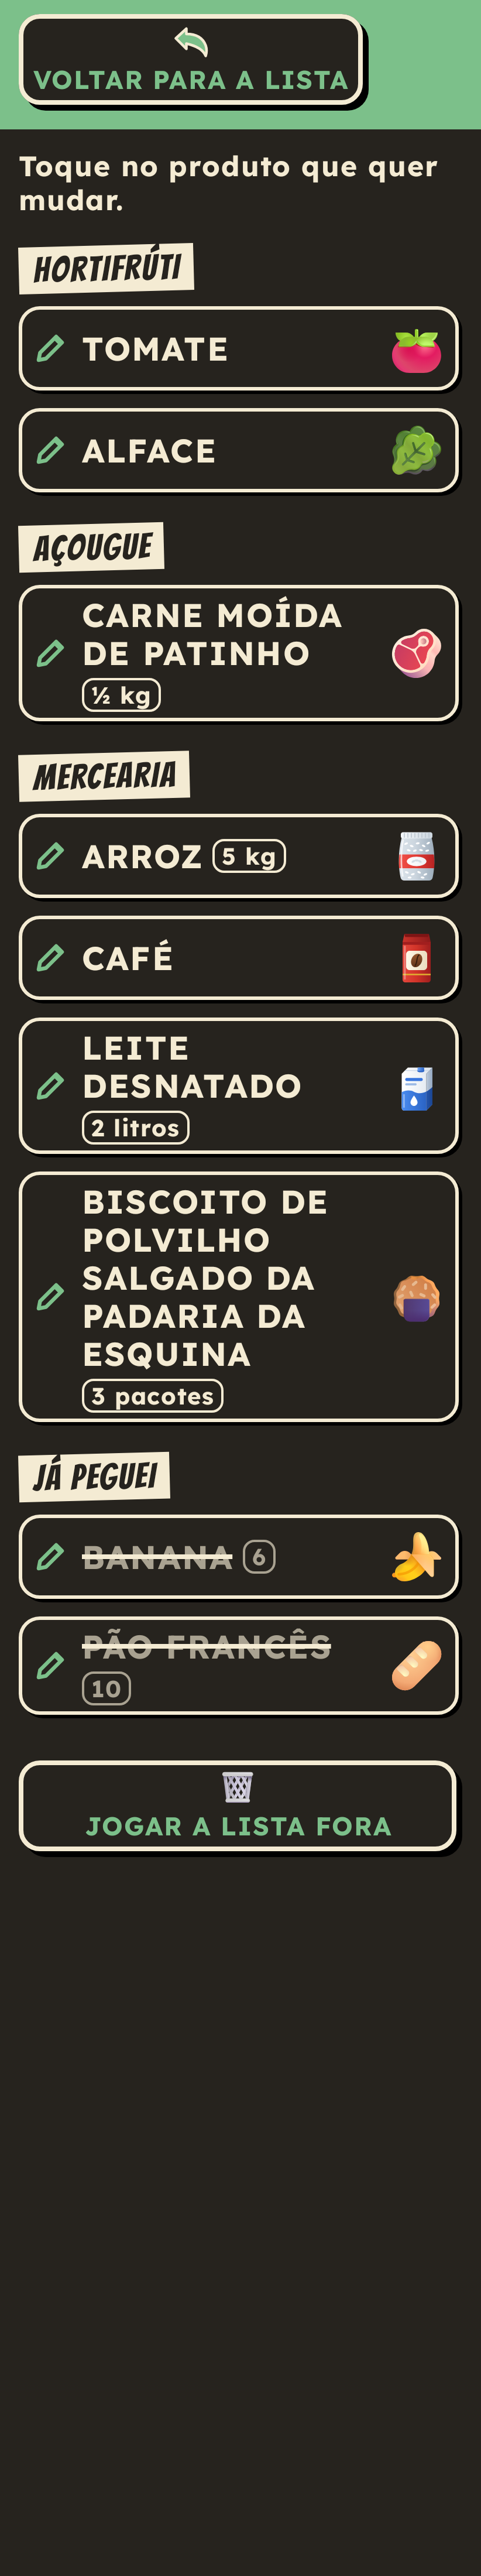 VOLTAR PARA A LISTA
Toque no produto que quer
mudar.
HORTIFRÚTI
TOMATE
ALFACE
AÇOUGUE
CARNE MOÍDA
DE PATINHO
½ kg
MERCEARIA
ARROZ 5 kg
CAFÉ
LEITE
DESNATADO
2 litros
BISCOITO DE
POLVILHO
SALGADO DA
PADARIA DA
ESQUINA
3 pacotes
JÁ PEGUEI
BANANA 6
PÃO FRANCÊS
10
JOGAR A LISTA FORA